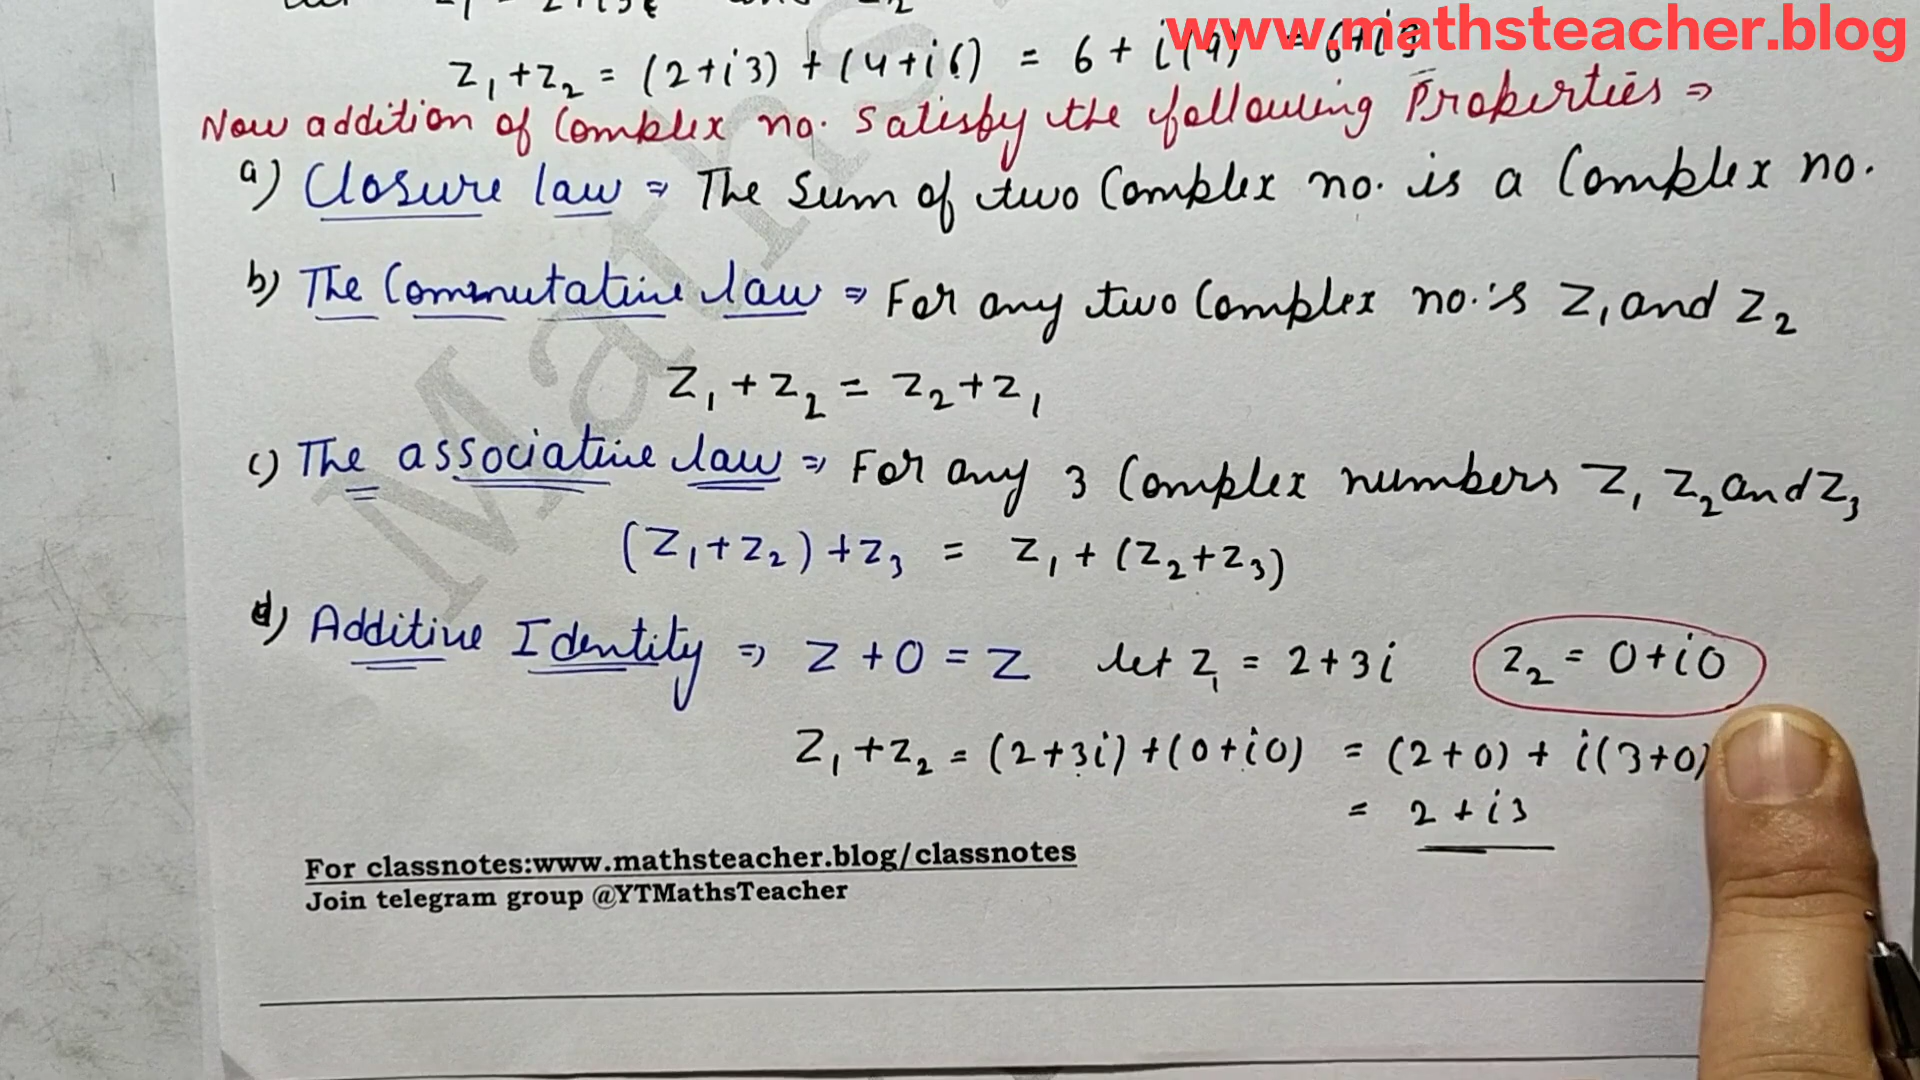 www.mathsteacher.blog
z₁+z₂ = (2+i3) + (4+i6) = 6 + i(9) = 6+i9
Now addition of Complex no. satisfy the following Properties ⇒
a) Closure law ⇒ The Sum of two Complex no. is a Complex no.
b) The Commutative law ⇒ For any two Complex no.'s Z₁ and Z₂
Z₁ + Z₂ = Z₂ + Z₁
c) The associative law ⇒ For any 3 Complex numbers Z₁ Z₂ and Z₃
(Z₁+Z₂)+Z₃ = Z₁ + (Z₂+Z₃)
d) Additive Identity ⇒ Z + 0 = Z let Z₁ = 2+3i Z₂ = 0+i0
Z₁+Z₂ = (2+3i)+(0+i0) = (2+0) + i(3+0)
= 2+i3
For classnotes:www.mathsteacher.blog/classnotes
Join telegram group @YTMathsTeacher
Maths